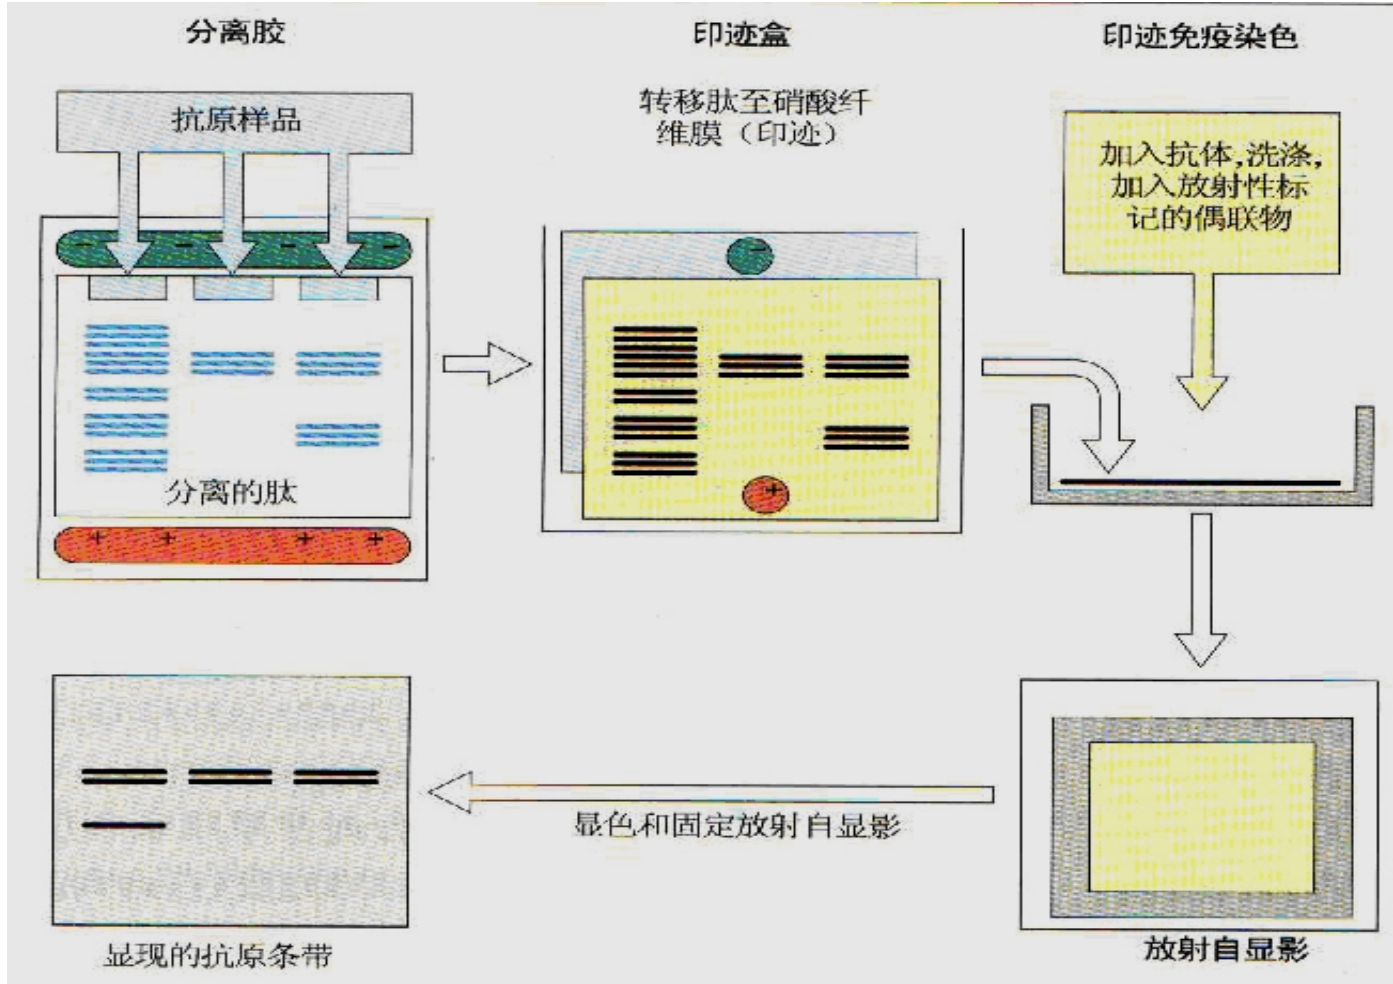 分离胶
印迹盒
印迹免疫染色
抗原样品
转移肽至硝酸纤
维膜（印迹）
加入抗体,洗涤,
加入放射性标
记的偶联物
- - - -
-
分离的肽
+ + + +
+
显色和固定放射自显影
显现的抗原条带
放射自显影